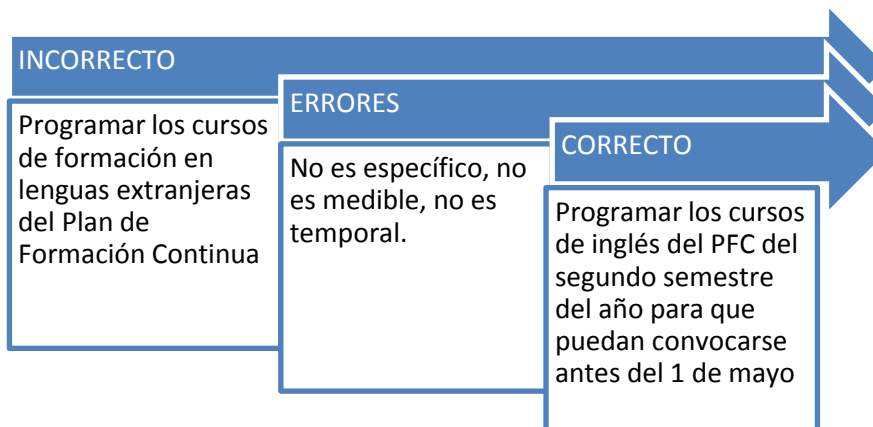 INCORRECTO
Programar los cursos
de formación en
lenguas extranjeras
del Plan de
Formación Continua
ERRORES
No es específico, no
es medible, no es
temporal.
CORRECTO
Programar los cursos
de inglés del PFC del
segundo semestre
del año para que
puedan convocarse
antes del 1 de mayo